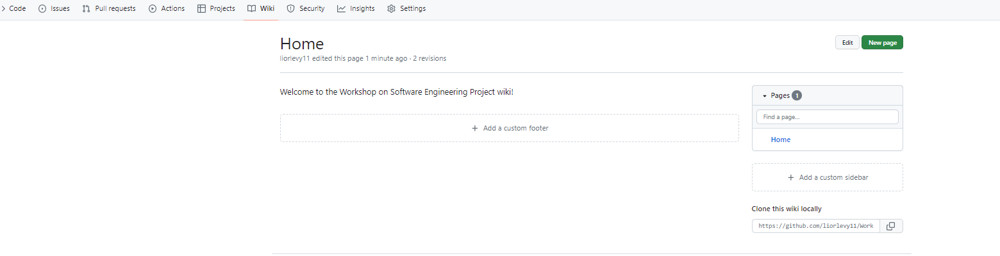 Code Issues Pull requests Actions Projects Wiki Security Insights Settings
Home
Edit New page
liorlevy11 edited this page 1 minute ago · 2 revisions
Welcome to the Workshop on Software Engineering Project wiki!
Add a custom footer
Pages 1
Find a page...
Home
Add a custom sidebar
Clone this wiki locally
https://github.com/liorlevy11/Work